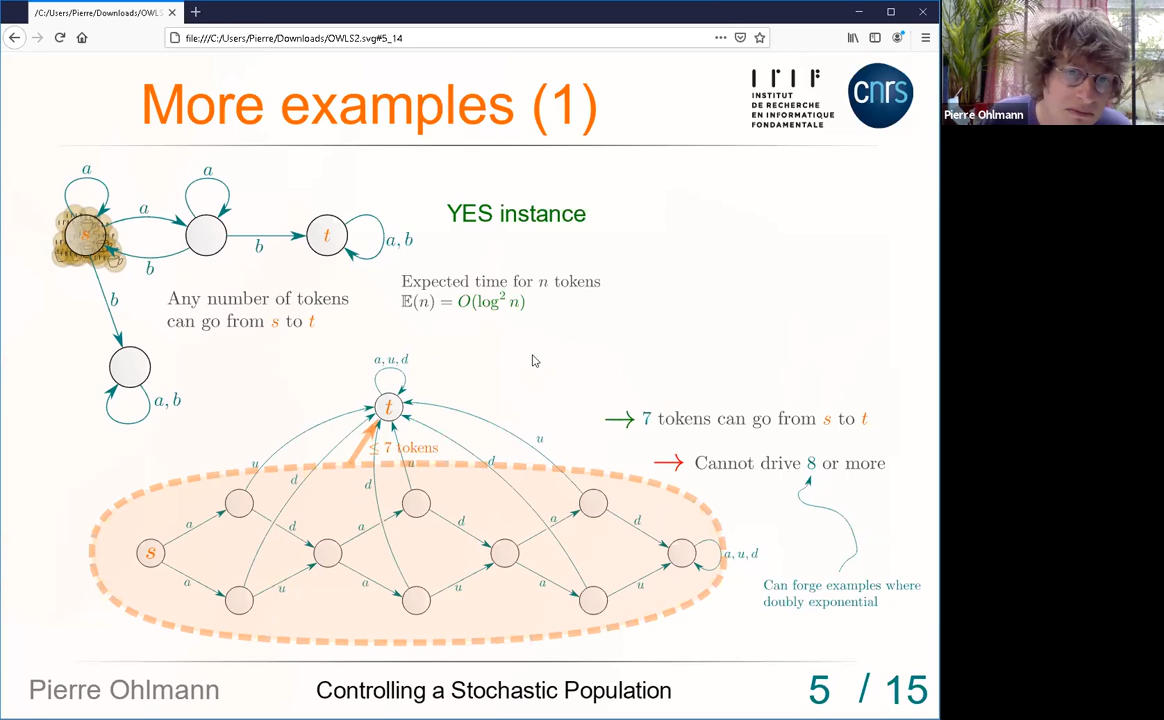 /C:/Users/Pierre/Downloads/OWLS
file:///C:/Users/Pierre/Downloads/OWLS2.svg#5_14
Pierre Ohlmann
More examples (1)
INSTITUT
DE RECHERCHE
EN INFORMATIQUE
FONDAMENTALE
cnrs
a
a
a
s
t
b
b
a, b
b
a, b
YES instance
Expected time for n tokens
𝔼(n) = O(log² n)
Any number of tokens
can go from s to t
a, u, d
t
≤ 7 tokens
u
d
u
d
d
u
a
d
a
d
a
d
s
a
u
a
u
a
u
a, u, d
→ 7 tokens can go from s to t
→ Cannot drive 8 or more
Can forge examples where
doubly exponential
Pierre Ohlmann
Controlling a Stochastic Population
5 / 15